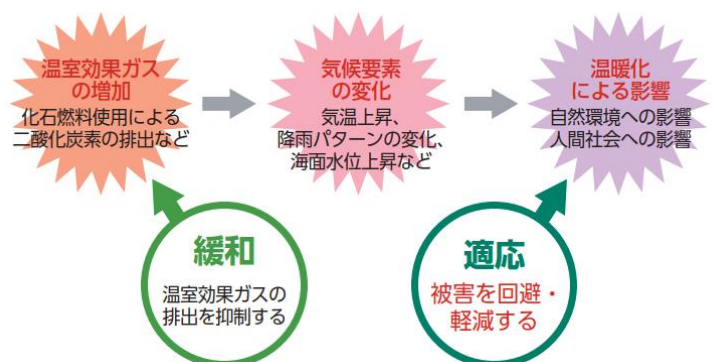 温室効果ガス
の増加
化石燃料使用による
二酸化炭素の排出など
気候要素
の変化
気温上昇、
降雨パターンの変化、
海面水位上昇など
温暖化
による影響
自然環境への影響
人間社会への影響
緩和
温室効果ガスの
排出を抑制する
適応
被害を回避・
軽減する